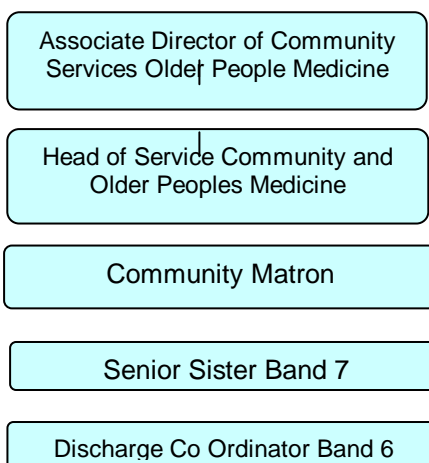 Associate Director of Community
Services Older People Medicine
Head of Service Community and
Older Peoples Medicine
Community Matron
Senior Sister Band 7
Discharge Co Ordinator Band 6